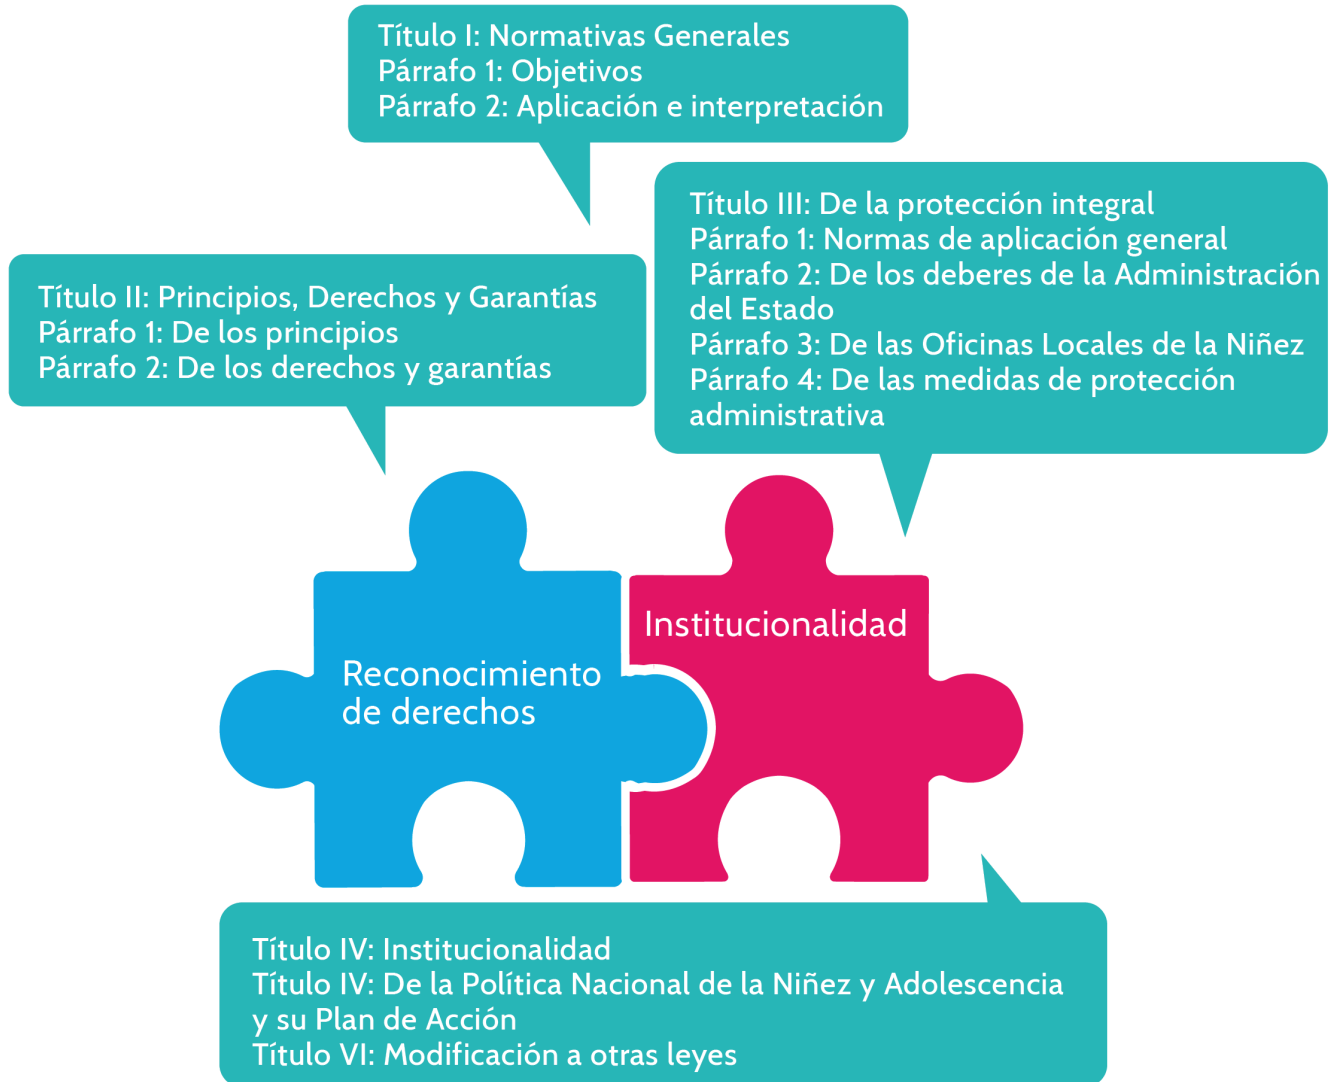 Título I: Normativas Generales
Párrafo 1: Objetivos
Párrafo 2: Aplicación e interpretación
Título III: De la protección integral
Párrafo 1: Normas de aplicación general
Párrafo 2: De los deberes de la Administración
del Estado
Párrafo 3: De las Oficinas Locales de la Niñez
Párrafo 4: De las medidas de protección
administrativa
Título II: Principios, Derechos y Garantías
Párrafo 1: De los principios
Párrafo 2: De los derechos y garantías
Institucionalidad
Reconocimiento
de derechos
Título IV: Institucionalidad
Título IV: De la Política Nacional de la Niñez y Adolescencia
y su Plan de Acción
Título VI: Modificación a otras leyes